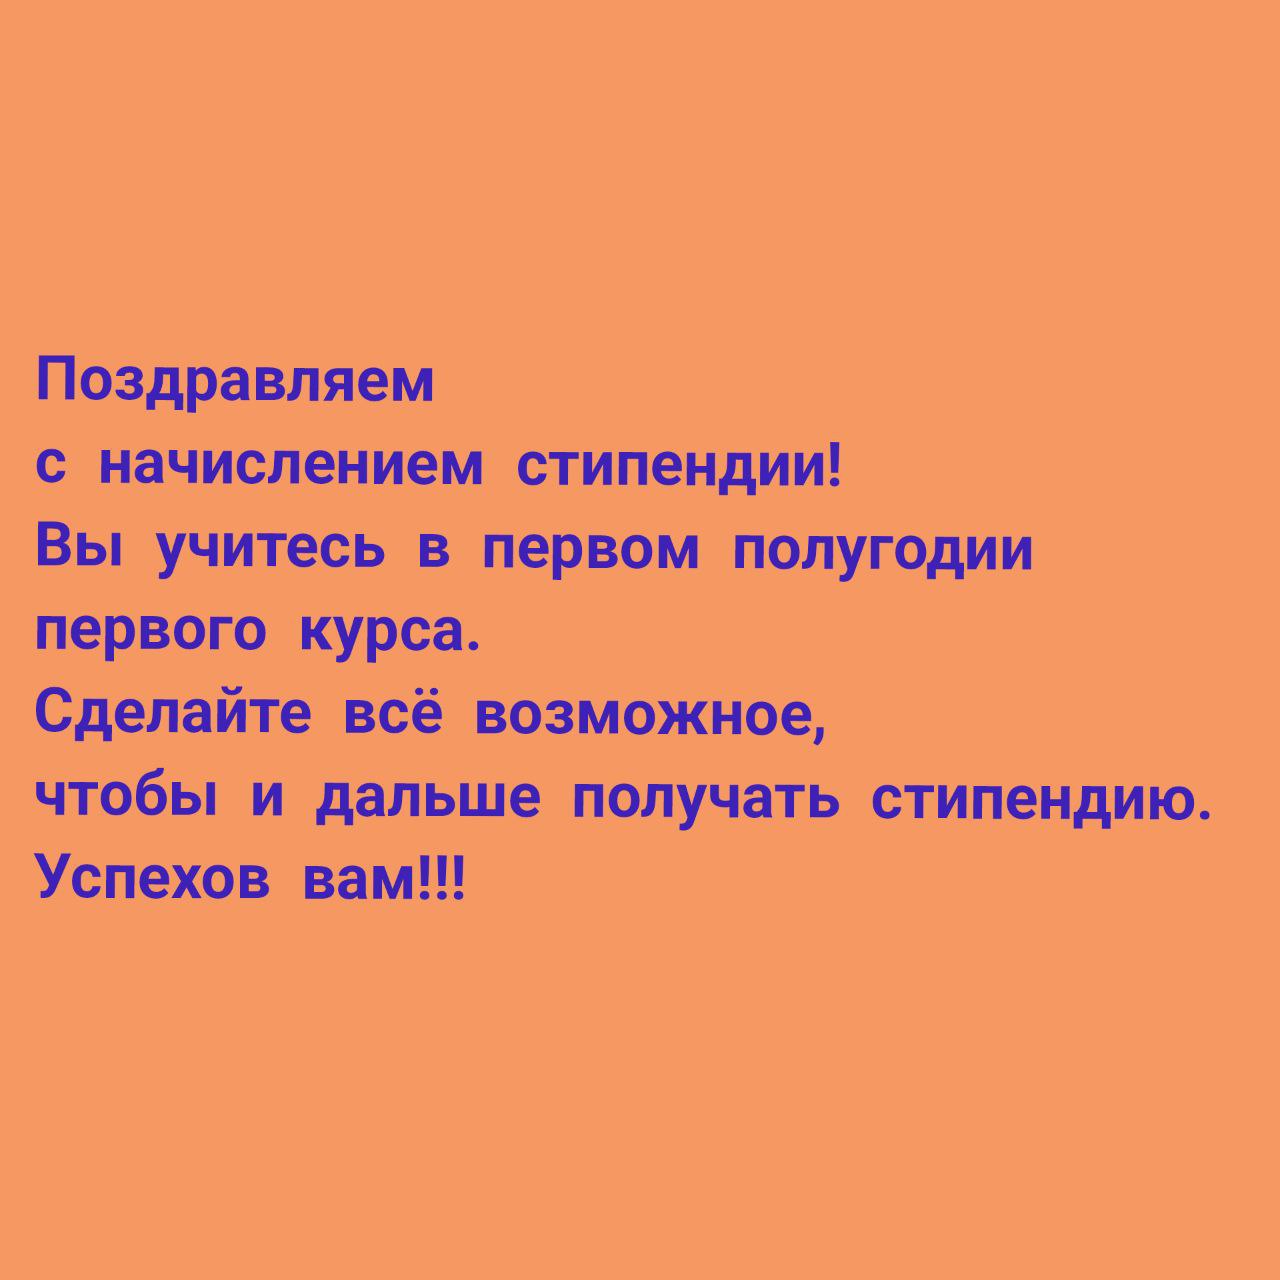 Поздравляем
с начислением стипендии!
Вы учитесь в первом полугодии
первого курса.
Сделайте всё возможное,
чтобы и дальше получать стипендию.
Успехов вам!!!